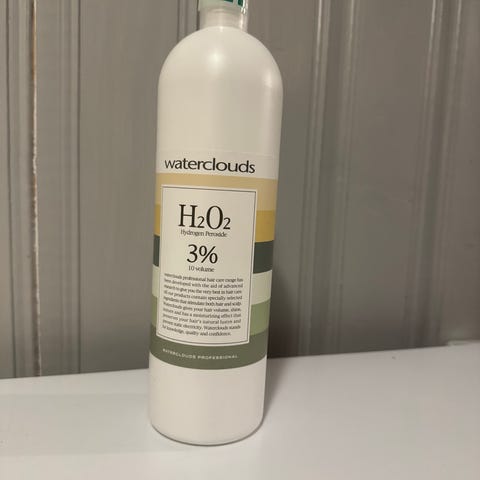 waterclouds
H2O2
Hydrogen Peroxide
3%
10 volume
waterclouds professional hair care range has
been developed with the aid of advanced
research to give you the very best in hair care.
all our products contain specially selected
ingredients that stimulate both hair and scalp.
Waterclouds gives your hair volume, shine,
texture and has a moisturizing effect that
preserves your hair's natural lustre and
prevents static electricity. Waterclouds stands
for knowledge, quality and confidence.
WATERCLOUDS PROFESSIONAL